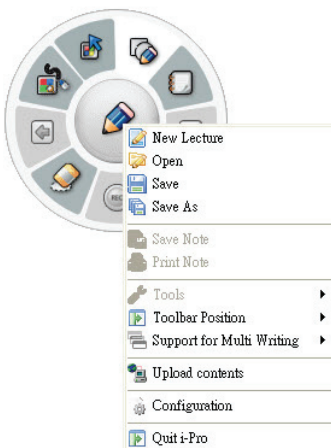 REC
New Lecture
Open
Save
Save As
Save Note
Print Note
Tools
Toolbar Position
Support for Multi Writing
Upload contents
Configuration
Quit i-Pro